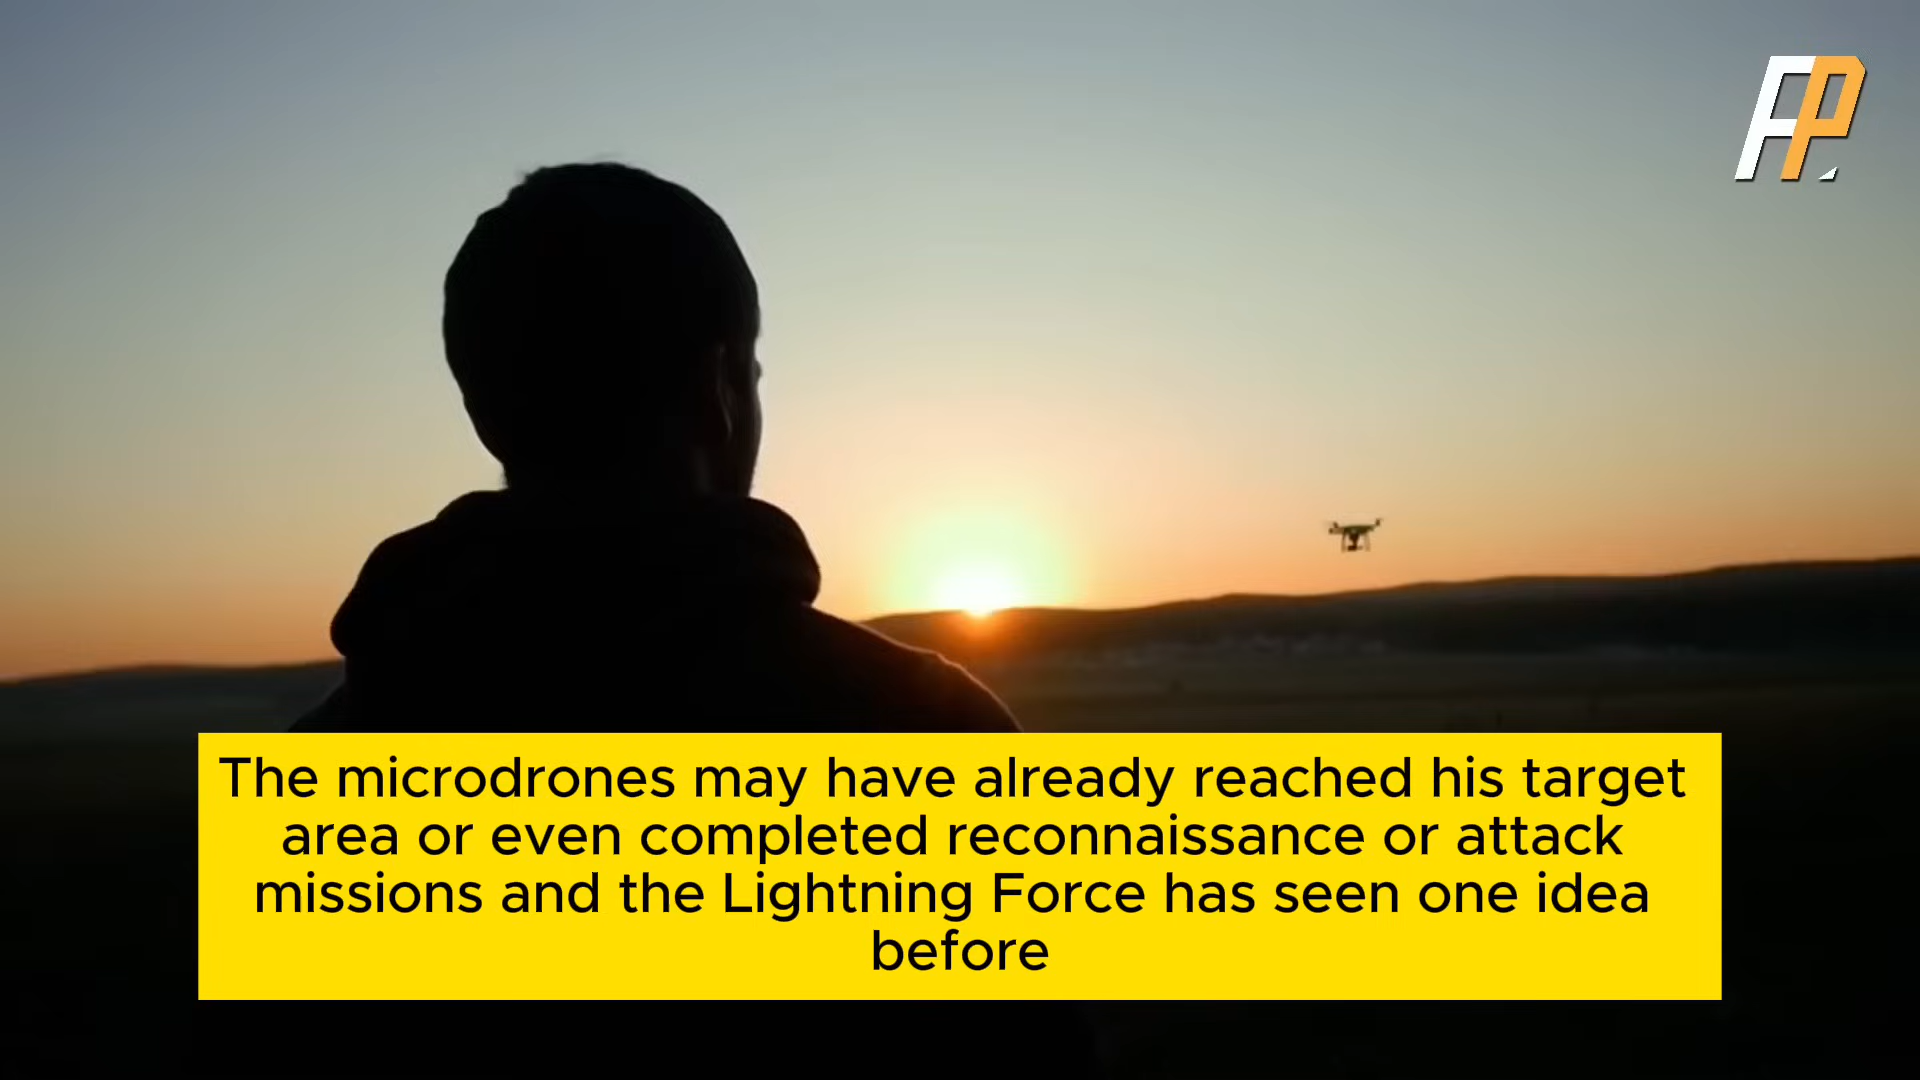 FP.
The microdrones may have already reached his target
area or even completed reconnaissance or attack
missions and the Lightning Force has seen one idea
before